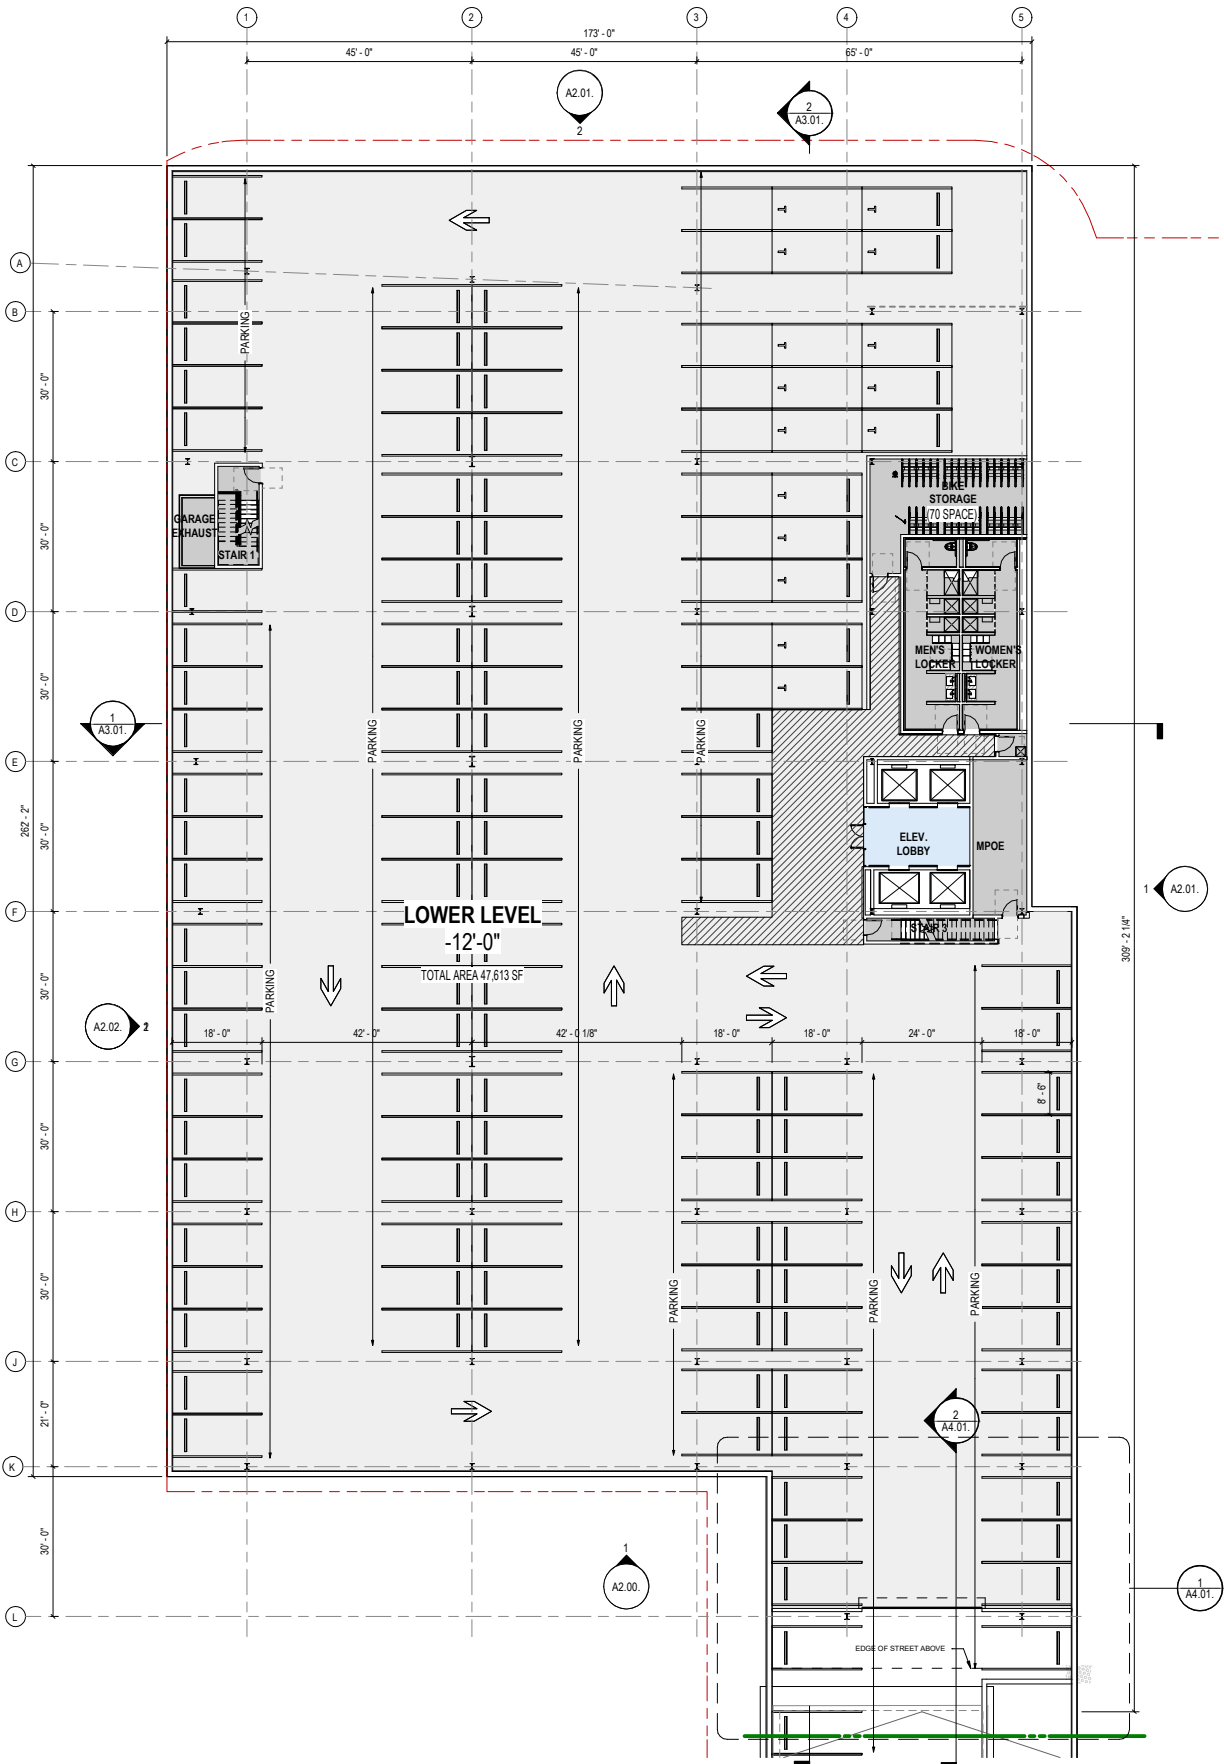 1
2
3
4
5
173' - 0"
45' - 0"
45' - 0"
65' - 0"
A2.01.
2
2
A3.01.
A
B
C
D
E
F
G
H
J
K
L
30' - 0"
30' - 0"
30' - 0"
30' - 0"
30' - 0"
30' - 0"
30' - 0"
21' - 0"
30' - 0"
262' - 2"
309' - 2 1/4"
PARKING
GARAGE
EXHAUST
STAIR 1
BIKE
STORAGE
(70 SPACE)
MEN'S
LOCKER
WOMEN'S
LOCKER
1
A3.01.
PARKING
PARKING
PARKING
ELEV.
LOBBY
MPOE
1
A2.01.
LOWER LEVEL
-12'-0"
TOTAL AREA 47,613 SF
STAIR 3
PARKING
A2.02.
2
18' - 0"
42' - 0"
42' - 0 1/8"
18' - 0"
18' - 0"
24' - 0"
18' - 0"
8' - 6"
PARKING
PARKING
PARKING
2
A4.01.
1
A2.00.
1
A4.01.
EDGE OF STREET ABOVE